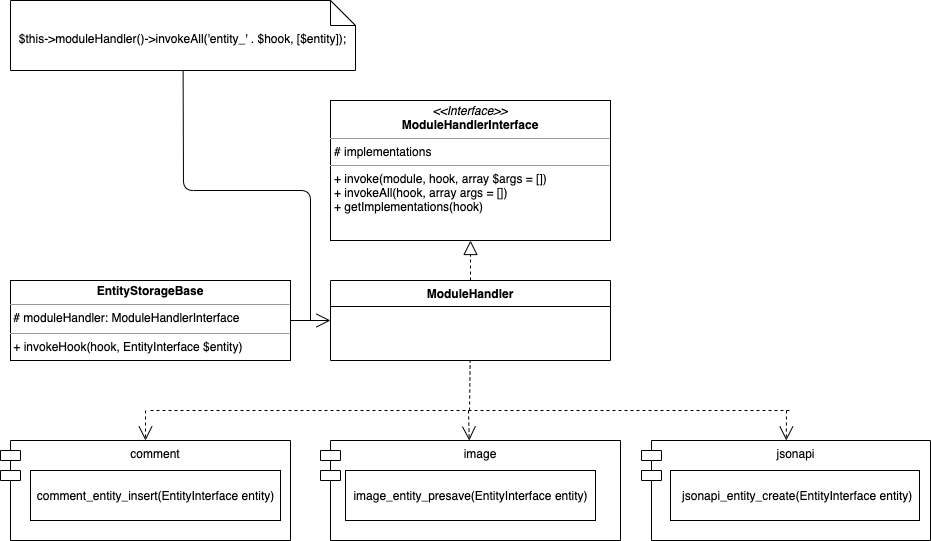 $this->moduleHandler()->invokeAll('entity_' . $hook, [$entity]);
<<Interface>>
ModuleHandlerInterface
# implementations
+ invoke(module, hook, array $args = [])
+ invokeAll(hook, array args = [])
+ getImplementations(hook)
EntityStorageBase
# moduleHandler: ModuleHandlerInterface
+ invokeHook(hook, EntityInterface $entity)
ModuleHandler
comment
comment_entity_insert(EntityInterface entity)
image
image_entity_presave(EntityInterface entity)
jsonapi
jsonapi_entity_create(EntityInterface entity)